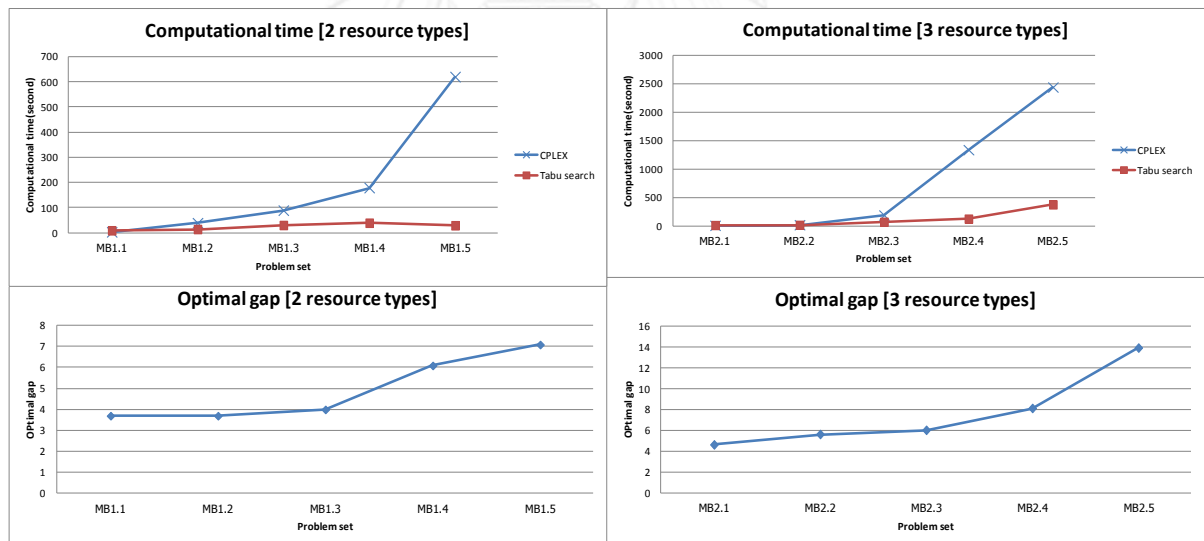 Computational time [2 resource types]
700
600
500
400
300
200
100
0
Computational time(second)
MB1.1 MB1.2 MB1.3 MB1.4 MB1.5
Problem set
CPLEX
Tabu search
Computational time [3 resource types]
3000
2500
2000
1500
1000
500
0
Computational time(second)
MB2.1 MB2.2 MB2.3 MB2.4 MB2.5
Problem set
CPLEX
Tabu search
Optimal gap [2 resource types]
8
7
6
5
4
3
2
1
0
OPtimal gap
MB1.1 MB1.2 MB1.3 MB1.4 MB1.5
Problem set
Optimal gap [3 resource types]
16
14
12
10
8
6
4
2
0
OPtimal gap
MB2.1 MB2.2 MB2.3 MB2.4 MB2.5
Problem set